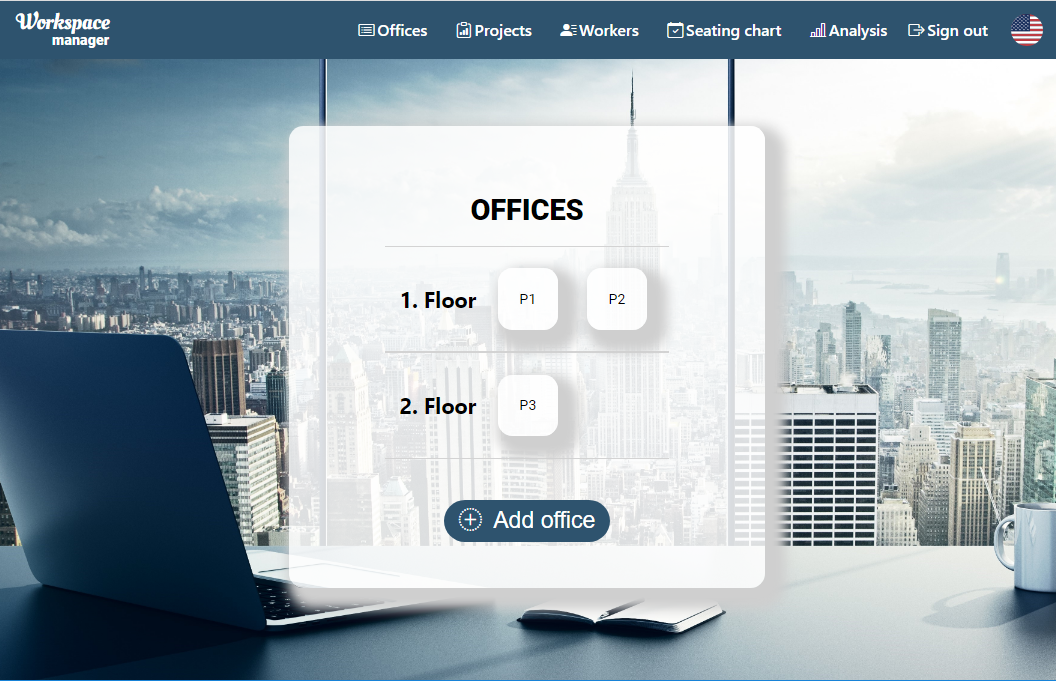 Workspace
manager
Offices Projects Workers Seating chart Analysis Sign out
OFFICES
1. Floor P1 P2
2. Floor P3
Add office